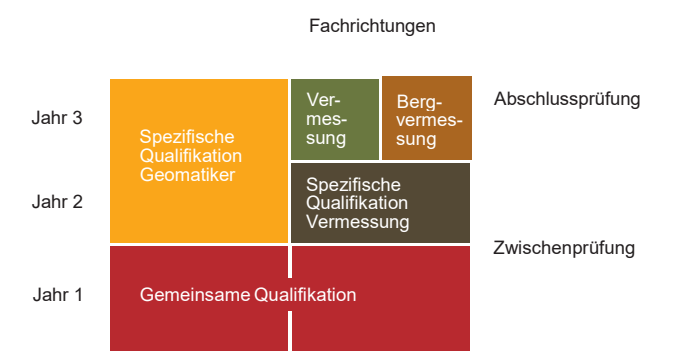 Fachrichtungen
Jahr 3
Ver-
mes-
sung
Berg-
vermes-
sung
Abschlussprüfung
Spezifische
Qualifikation
Geomatiker
Jahr 2
Spezifische
Qualifikation
Vermessung
Zwischenprüfung
Jahr 1
Gemeinsame Qualifikation